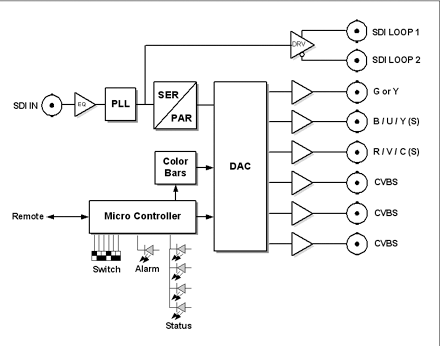 SDI LOOP 1
DRV
SDI LOOP 2
SDI IN
EQ
PLL
SER
PAR
G or Y
B / U / Y (S)
DAC
R / V / C (S)
Color
Bars
CVBS
Remote
Micro Controller
CVBS
CVBS
Switch
Alarm
Status